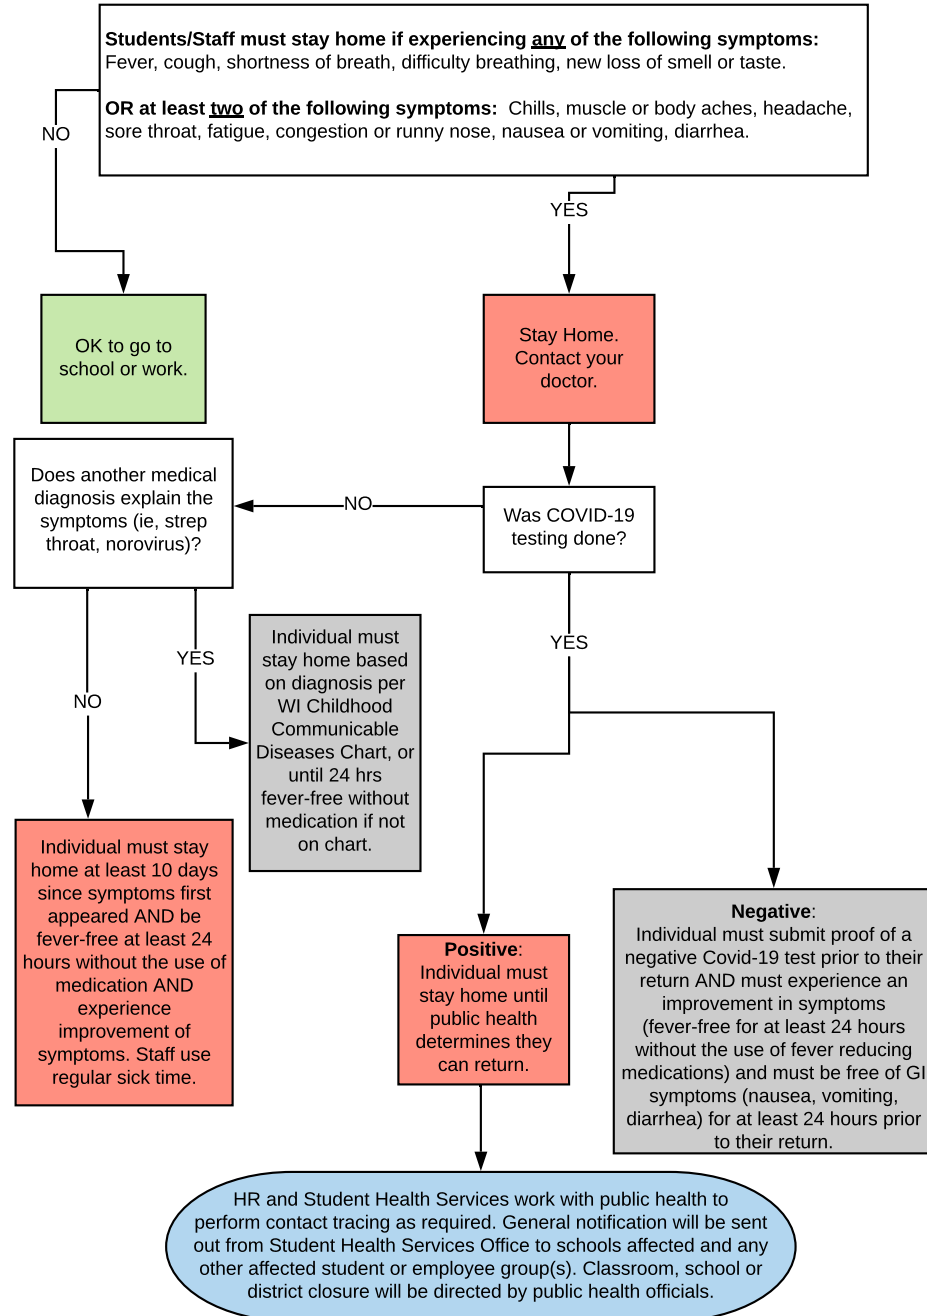 Students/Staff must stay home if experiencing any of the following symptoms:
Fever, cough, shortness of breath, difficulty breathing, new loss of smell or taste.
OR at least two of the following symptoms:  Chills, muscle or body aches, headache,
sore throat, fatigue, congestion or runny nose, nausea or vomiting, diarrhea.
NO
YES
OK to go to
school or work.
Stay Home.
Contact your
doctor.
Does another medical
diagnosis explain the
symptoms (ie, strep
throat, norovirus)?
NO
Was COVID-19
testing done?
YES
NO
Individual must
stay home based
on diagnosis per
WI Childhood
Communicable
Diseases Chart, or
until 24 hrs
fever-free without
medication if not
on chart.
YES
Individual must stay
home at least 10 days
since symptoms first
appeared AND be
fever-free at least 24
hours without the use of
medication AND
experience
improvement of
symptoms. Staff use
regular sick time.
Positive:
Individual must
stay home until
public health
determines they
can return.
Negative:
Individual must submit proof of a
negative Covid-19 test prior to their
return AND must experience an
improvement in symptoms
(fever-free for at least 24 hours
without the use of fever reducing
medications) and must be free of GI
symptoms (nausea, vomiting,
diarrhea) for at least 24 hours prior
to their return.
HR and Student Health Services work with public health to
perform contact tracing as required. General notification will be sent
out from Student Health Services Office to schools affected and any
other affected student or employee group(s). Classroom, school or
district closure will be directed by public health officials.